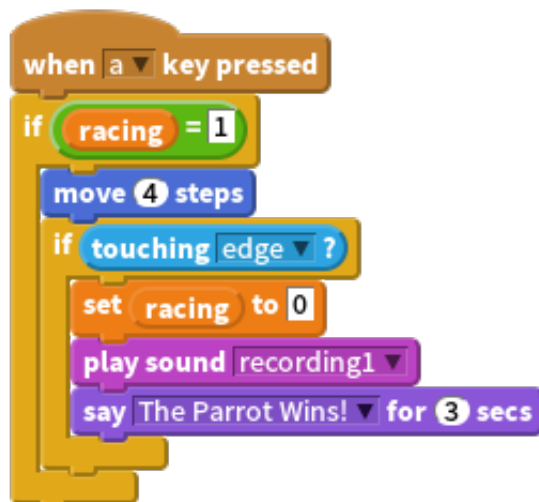 when a key pressed
if racing = 1
move 4 steps
if touching edge ?
set racing to 0
play sound recording1
say The Parrot Wins! for 3 secs